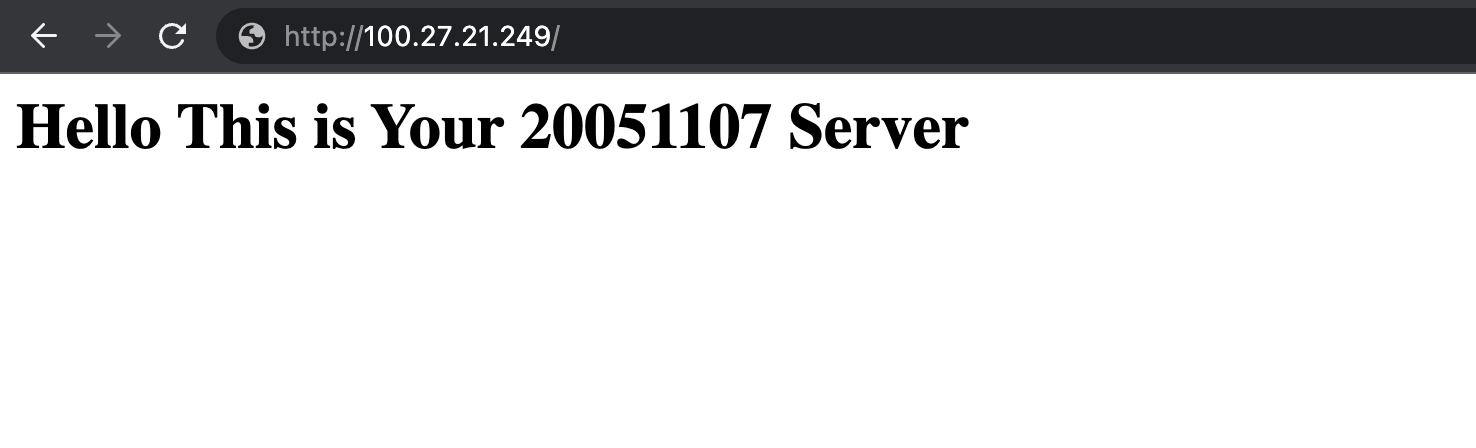 http://100.27.21.249/
Hello This is Your 20051107 Server